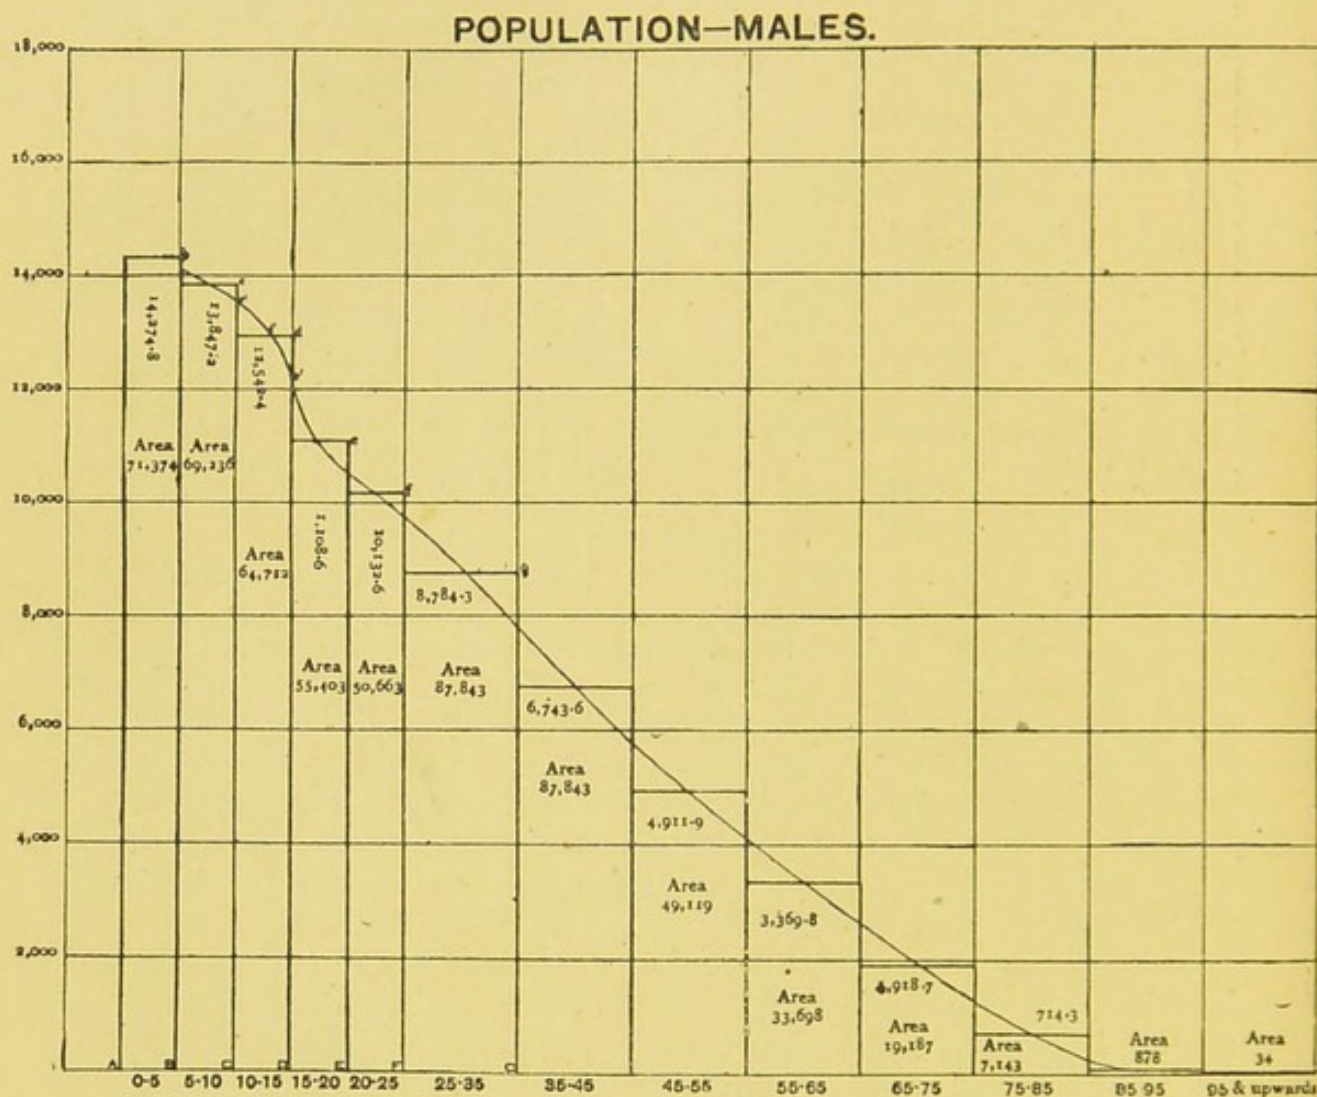 POPULATION—MALES.
18,000
16,000
14,000
12,000
10,000
8,000
6,000
4,000
2,000
14,274·8
13,847·2
12,542·4
1,108·6
10,132·6
8,784·3
6,743·6
4,911·9
3,369·8
1,918·7
714·3
Area
71,374
Area
69,236
Area
64,712
Area
55,403
Area
50,663
Area
87,843
Area
87,843
Area
49,119
Area
33,698
Area
19,187
Area
7,143
Area
878
Area
34
A B C D E F G
0-5 5-10 10-15 15-20 20-25 25-35 35-45 45-55 55-65 65-75 75-85 85-95 95 & upwards